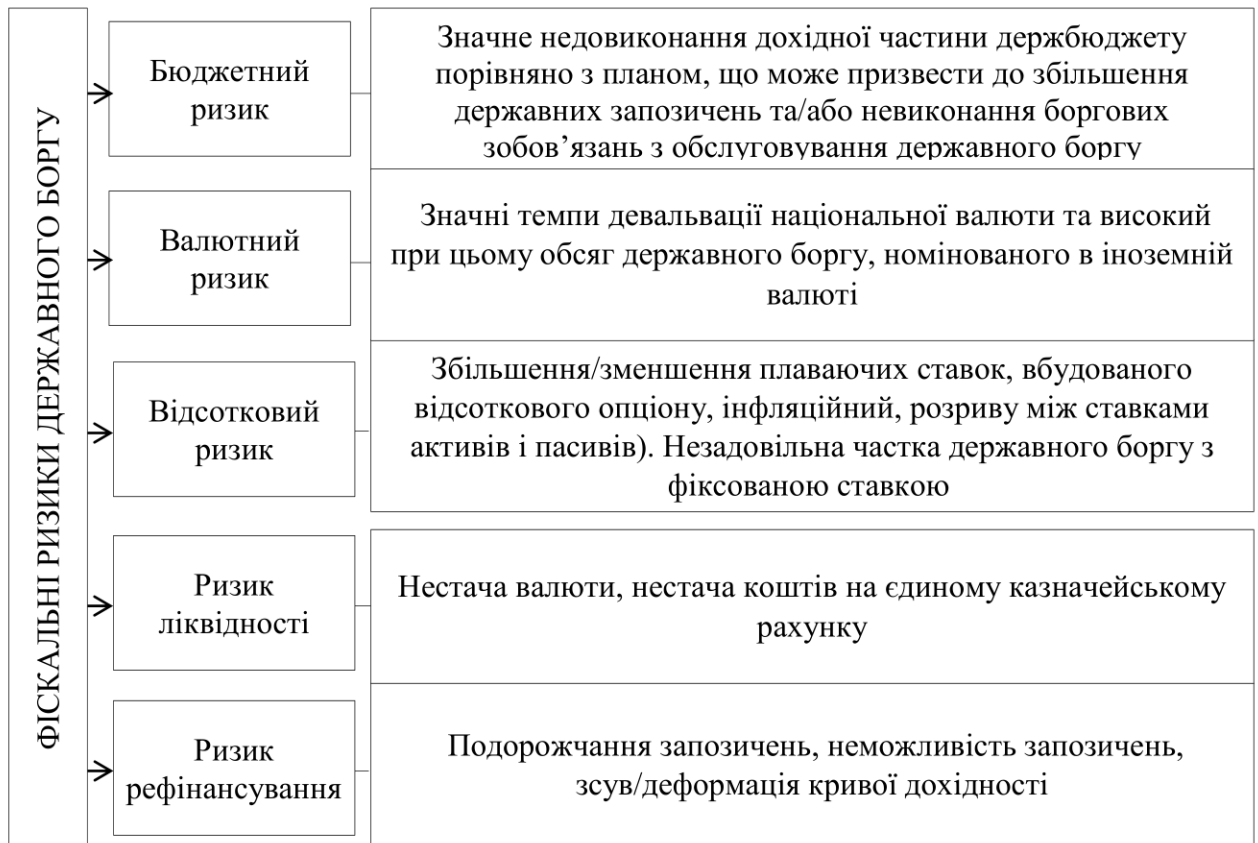 ФІСКАЛЬНІ РИЗИКИ ДЕРЖАВНОГО БОРГУ
Бюджетний
ризик
Значне недовиконання дохідної частини держбюджету
порівняно з планом, що може призвести до збільшення
державних запозичень та/або невиконання боргових
зобов’язань з обслуговування державного боргу
Валютний
ризик
Значні темпи девальвації національної валюти та високий
при цьому обсяг державного боргу, номінованого в іноземній
валюті
Відсотковий
ризик
Збільшення/зменшення плаваючих ставок, вбудованого
відсоткового опціону, інфляційний, розриву між ставками
активів і пасивів). Незадовільна частка державного боргу з
фіксованою ставкою
Ризик
ліквідності
Нестача валюти, нестача коштів на єдиному казначейському
рахунку
Ризик
рефінансування
Подорожчання запозичень, неможливість запозичень,
зсув/деформація кривої дохідності